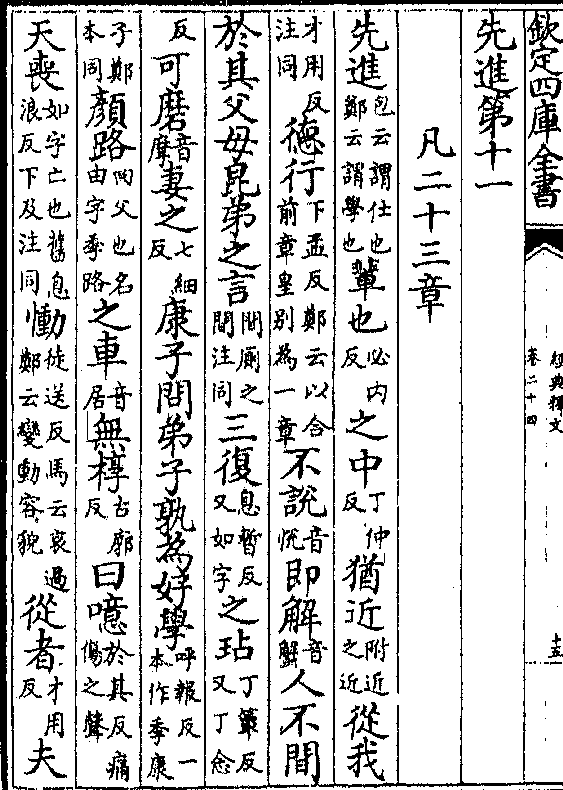 欽定四庫全書 經典釋文 卷二十四 十五
先進第十一
凡二十三章
先進包云謂仕也鄭云謂學也輩也必内反之中丁仲反猶近附近之近從我
才用反注同德行下孟反鄭云以合前章皇别為一章不說音悦即解音蟹人不間
於其父母昆弟之言間廁之間注同三復息暫反又如字之玷丁簟反又丁念
反可磨音摩妻之七細反康子問弟子孰為好學呼報反一本作季康
子鄭本同顔路囘父也名由字季路之車音居無椁古廓反曰噫於其反痛傷之聲
天喪如字亡也舊息浪反下及注同慟徒送反馬云哀過鄭云變動容貌從者才用反夫